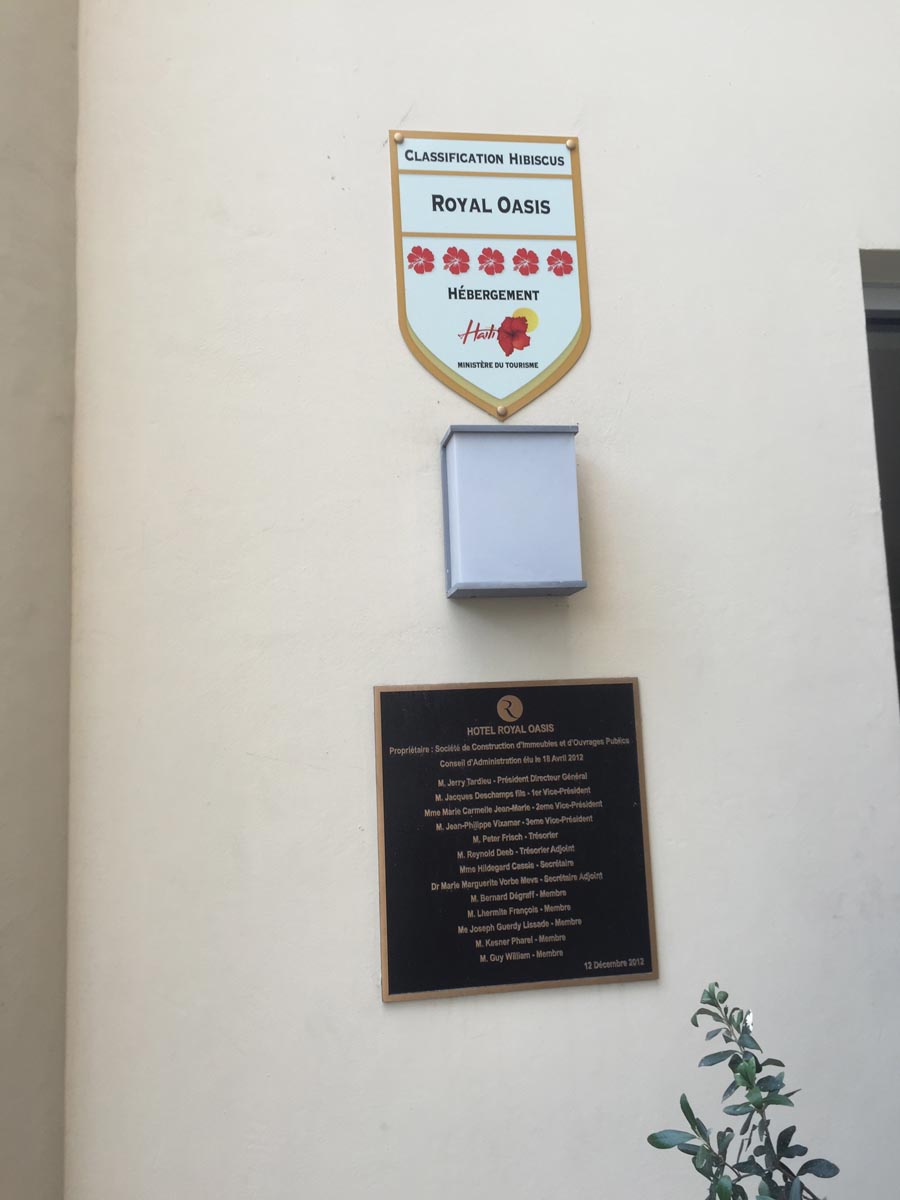 CLASSIFICATION HIBISCUS
ROYAL OASIS
HÉBERGEMENT
Haïti
MINISTÈRE DU TOURISME
R
HOTEL ROYAL OASIS
Propriétaire : Société de Construction d'Immeubles et d'Ouvrages Publics
Conseil d'Administration élu le 18 Avril 2012
M. Jerry Tardieu - Président Directeur Général
M. Jacques Deschamps fils - 1er Vice-Président
Mme Marie Carmelle Jean-Marie - 2eme Vice-Président
M. Jean-Philippe Vixamar - 3eme Vice-Président
M. Peter Frisch - Trésorier
M. Reynold Deeb - Trésorier Adjoint
Mme Hildegard Cassis - Secrétaire
Dr Marie Marguerite Vorbe Mevs - Secrétaire Adjoint
M. Bernard Dégraff - Membre
M. Lhermite François - Membre
Me Joseph Guerdy Lissade - Membre
M. Kesner Pharel - Membre
M. Guy William - Membre
12 Décembre 2012